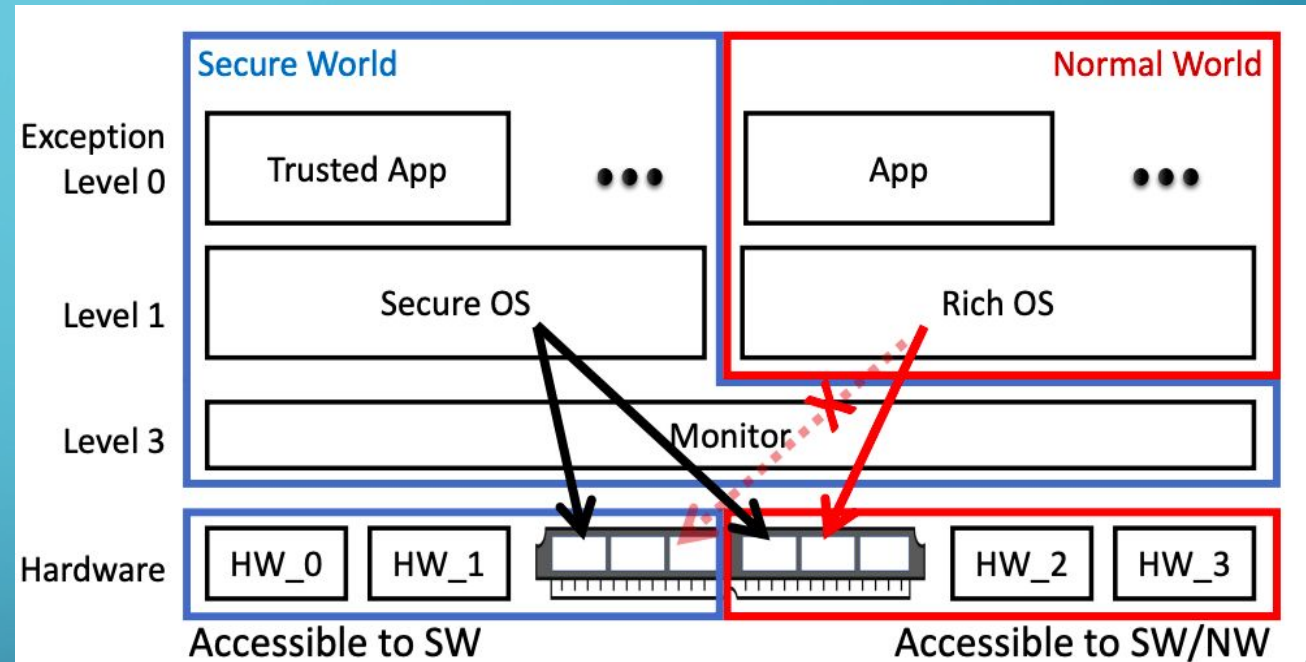 Secure World
Normal World
Exception
Level 0
Trusted App
•••
App
•••
Level 1
Secure OS
Rich OS
Level 3
Monitor
X
Hardware
HW_0
HW_1
HW_2
HW_3
Accessible to SW
Accessible to SW/NW